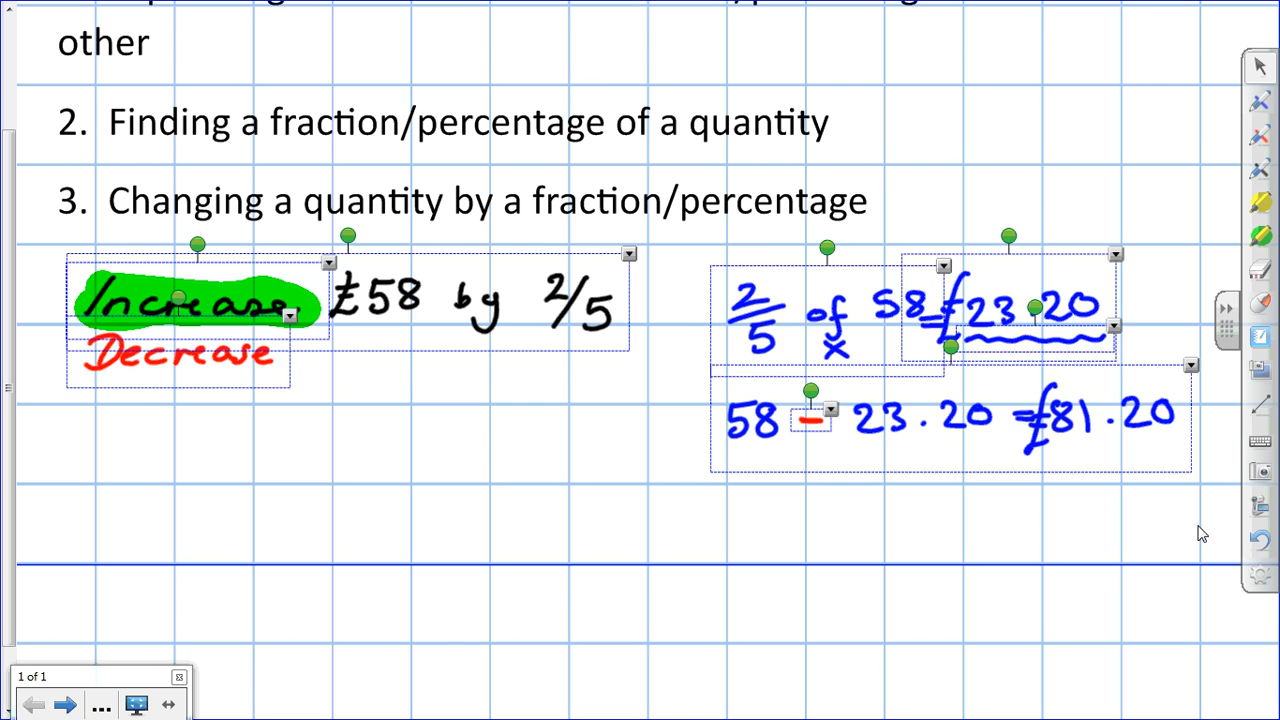 other
2. Finding a fraction/percentage of a quantity
3. Changing a quantity by a fraction/percentage
Increase £58 by 2/5
Decrease
2/5 of 58 = £23.20
x
58 - 23.20 = £81.20
1 of 1